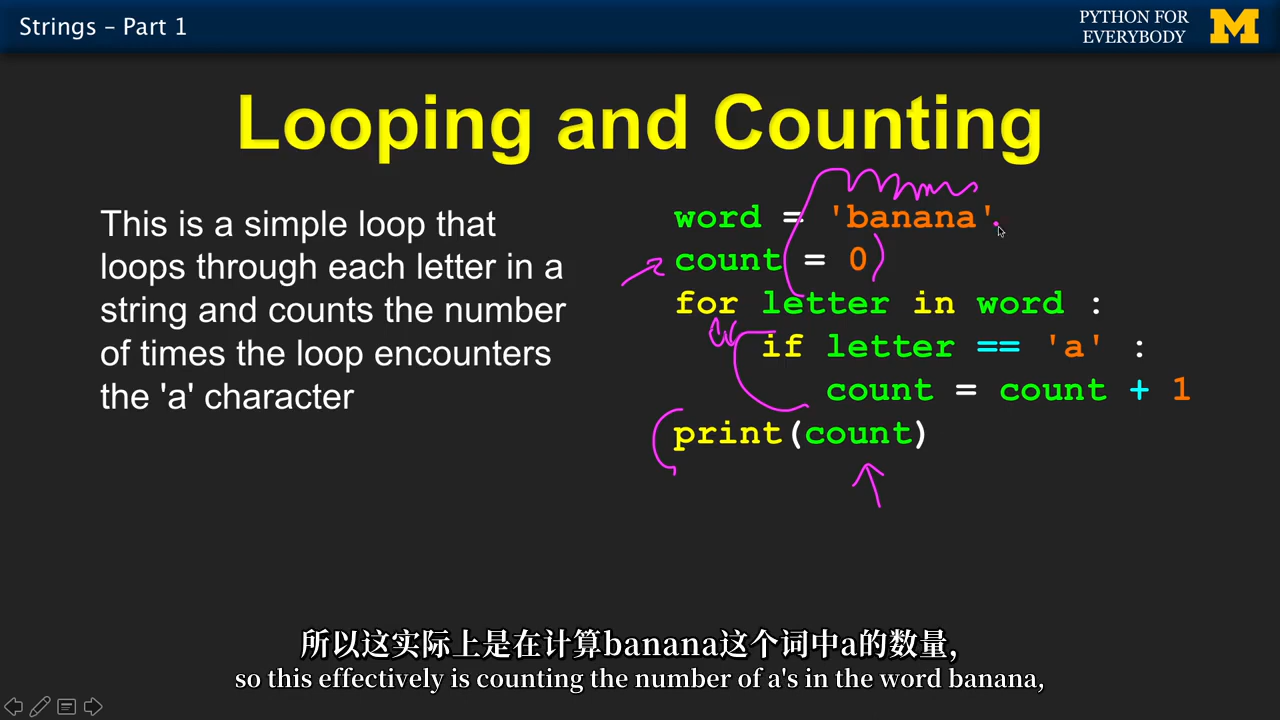 Strings – Part 1
PYTHON FOR
EVERYBODY
M
Looping and Counting
This is a simple loop that
loops through each letter in a
string and counts the number
of times the loop encounters
the 'a' character
word = 'banana'
count = 0
for letter in word :
    if letter == 'a' :
        count = count + 1
print(count)
所以这实际上是在计算banana这个词中a的数量,
so this effectively is counting the number of a's in the word banana,